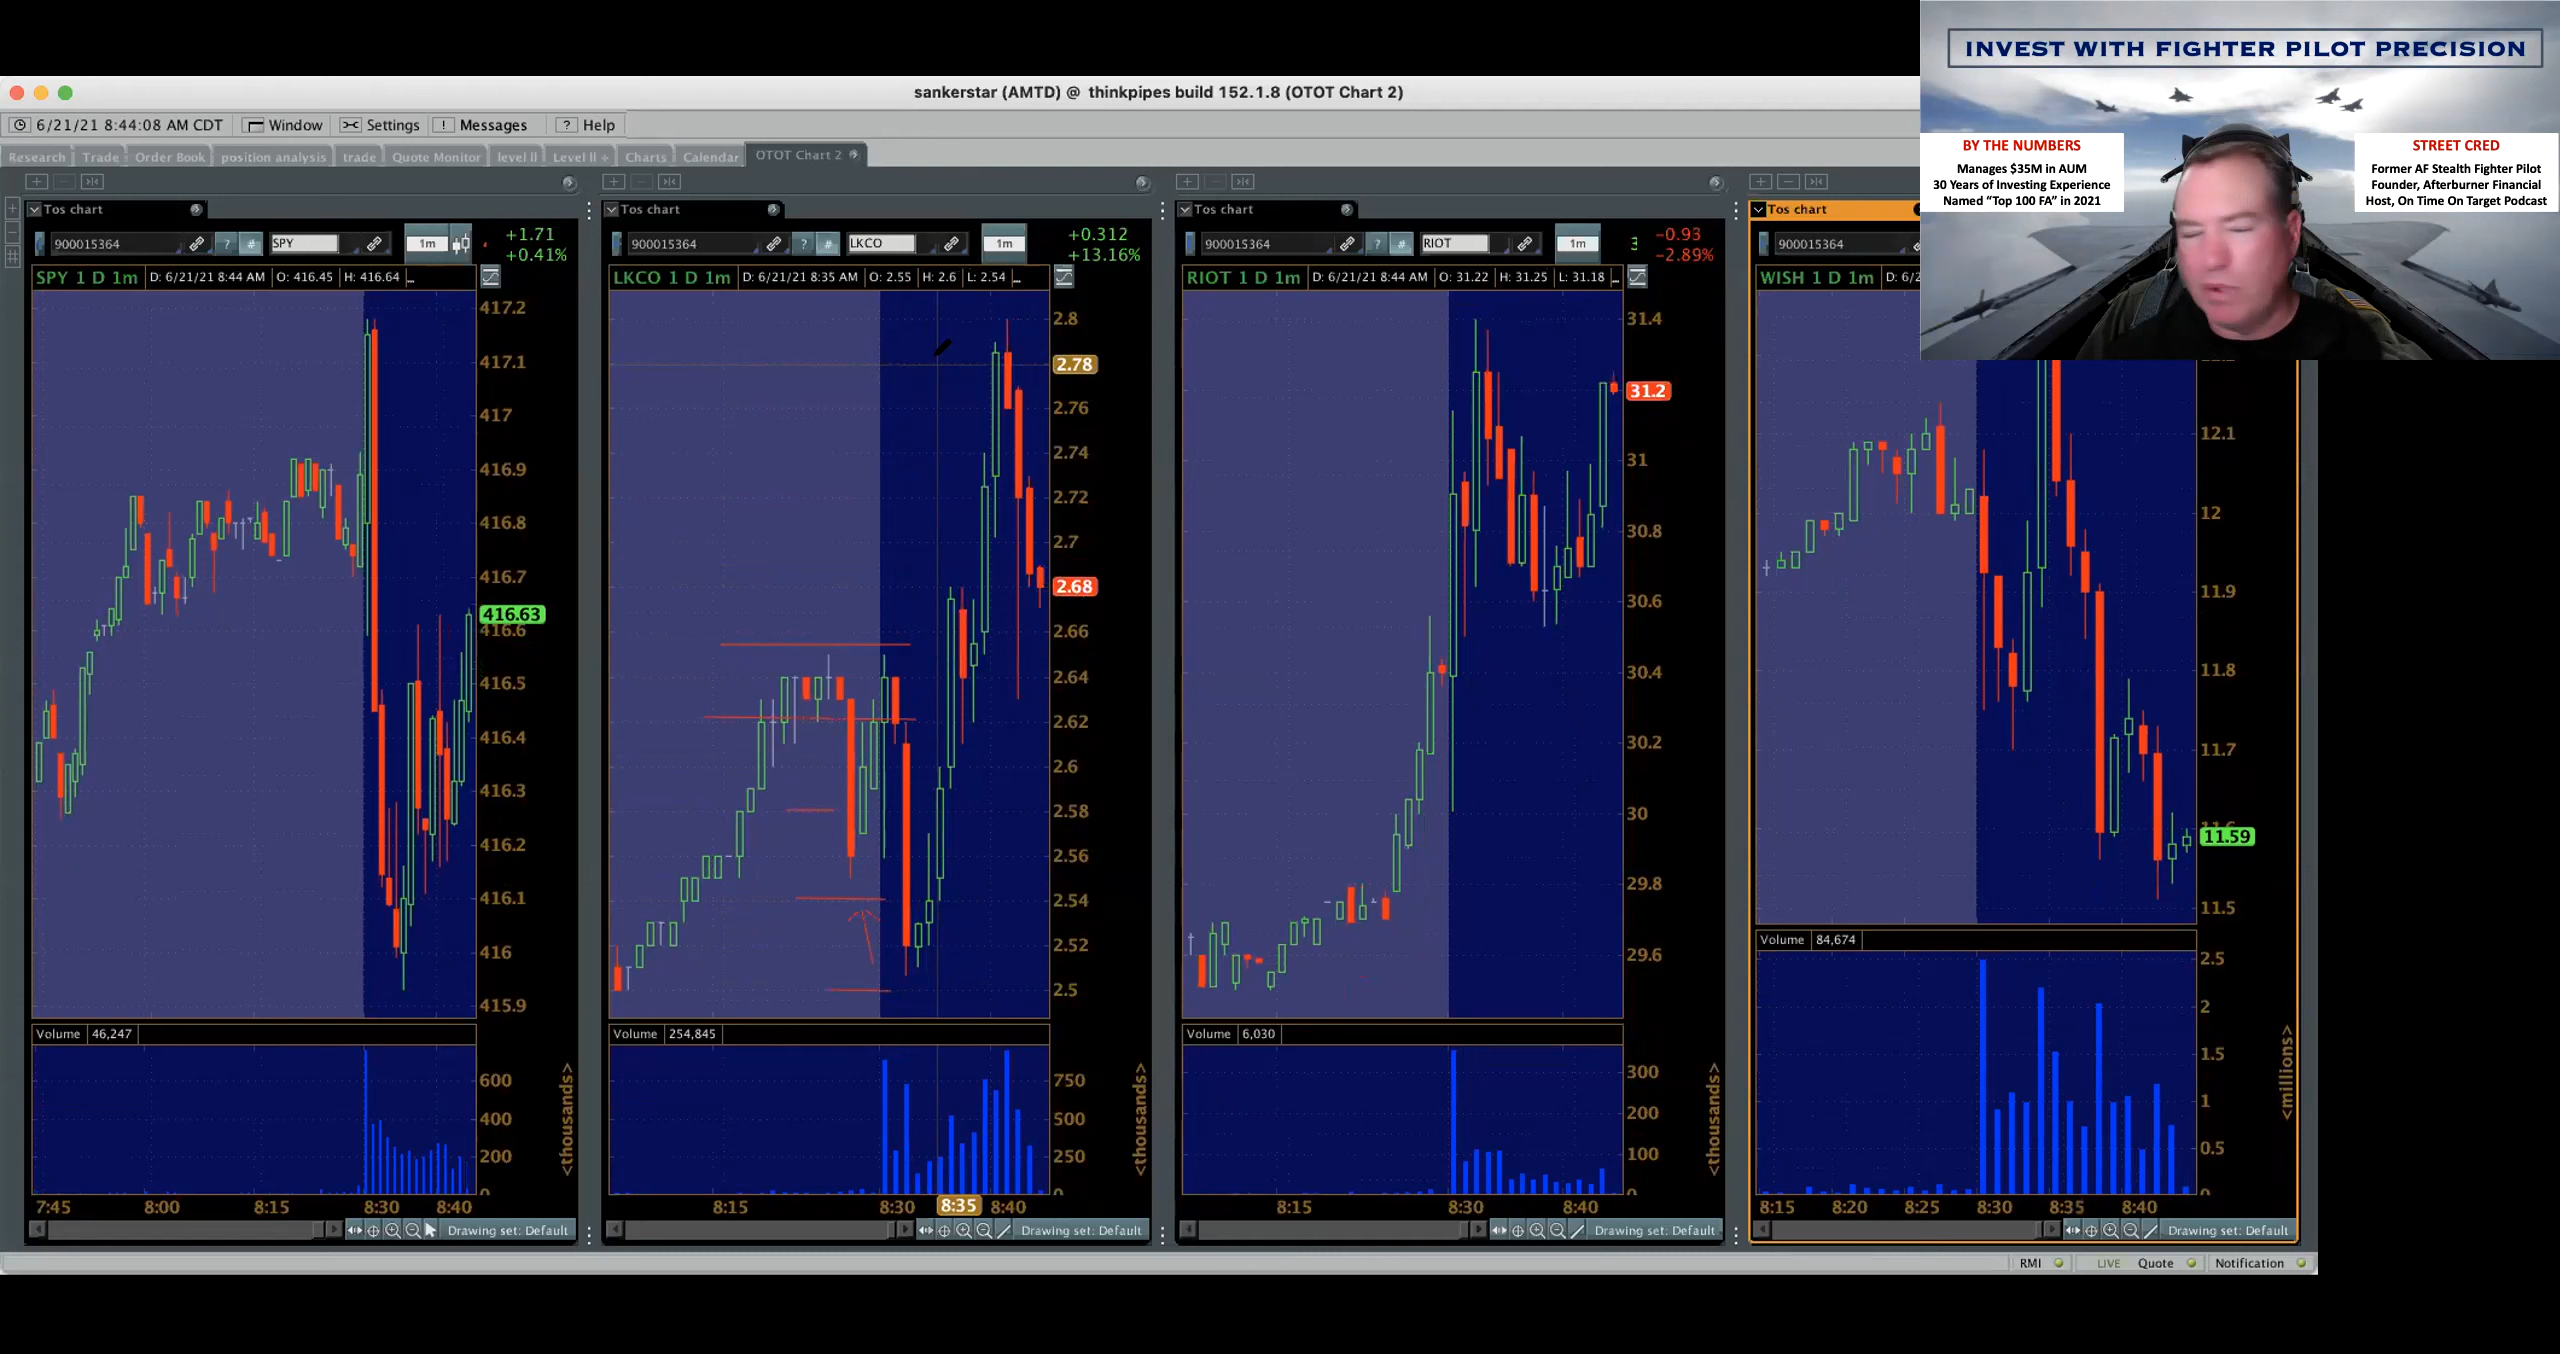 INVEST WITH FIGHTER PILOT PRECISION
BY THE NUMBERS
Manages $35M in AUM
30 Years of Investing Experience
Named "Top 100 FA" in 2021
STREET CRED
Former AF Stealth Fighter Pilot
Founder, Afterburner Financial
Host, On Time On Target Podcast
sankerstar (AMTD) @ thinkpipes build 152.1.8 (OTOT Chart 2)
6/21/21 8:44:08 AM CDT Window Settings ! Messages ? Help
Research Trade Order Book position analysis trade Quote Monitor level II Level II + Charts Calendar OTOT Chart 2
Tos chart
900015364 ? # SPY 1m +1.71
+0.41%
SPY 1 D 1m D: 6/21/21 8:44 AM O: 416.45 H: 416.64 ...
417.2
417.1
417
416.9
416.8
416.7
416.63
416.6
416.5
416.4
416.3
416.2
416.1
416
415.9
Volume 46,247
600
400
200
0
<thousands>
7:45 8:00 8:15 8:30 8:40
Drawing set: Default
Tos chart
900015364 ? # LKCO 1m +0.312
+13.16%
LKCO 1 D 1m D: 6/21/21 8:35 AM O: 2.55 H: 2.6 L: 2.54 ...
2.8
2.78
2.76
2.74
2.72
2.7
2.68
2.66
2.64
2.62
2.6
2.58
2.56
2.54
2.52
2.5
Volume 254,845
750
500
250
0
<thousands>
8:15 8:30 8:35 8:40
Drawing set: Default
Tos chart
900015364 ? # RIOT 1m 3 -0.93
-2.89%
RIOT 1 D 1m D: 6/21/21 8:44 AM O: 31.22 H: 31.25 L: 31.18 ...
31.4
31.2
31
30.8
30.6
30.4
30.2
30
29.8
29.6
Volume 6,030
300
200
100
0
<thousands>
8:15 8:30 8:40
Drawing set: Default
Tos chart
900015364
WISH 1 D 1m D: 6/2
12.1
12
11.9
11.8
11.7
11.59
11.5
Volume 84,674
2.5
2
1.5
1
0.5
0
<millions>
8:15 8:20 8:25 8:30 8:35 8:40
Drawing set: Default
RMI LIVE Quote Notification